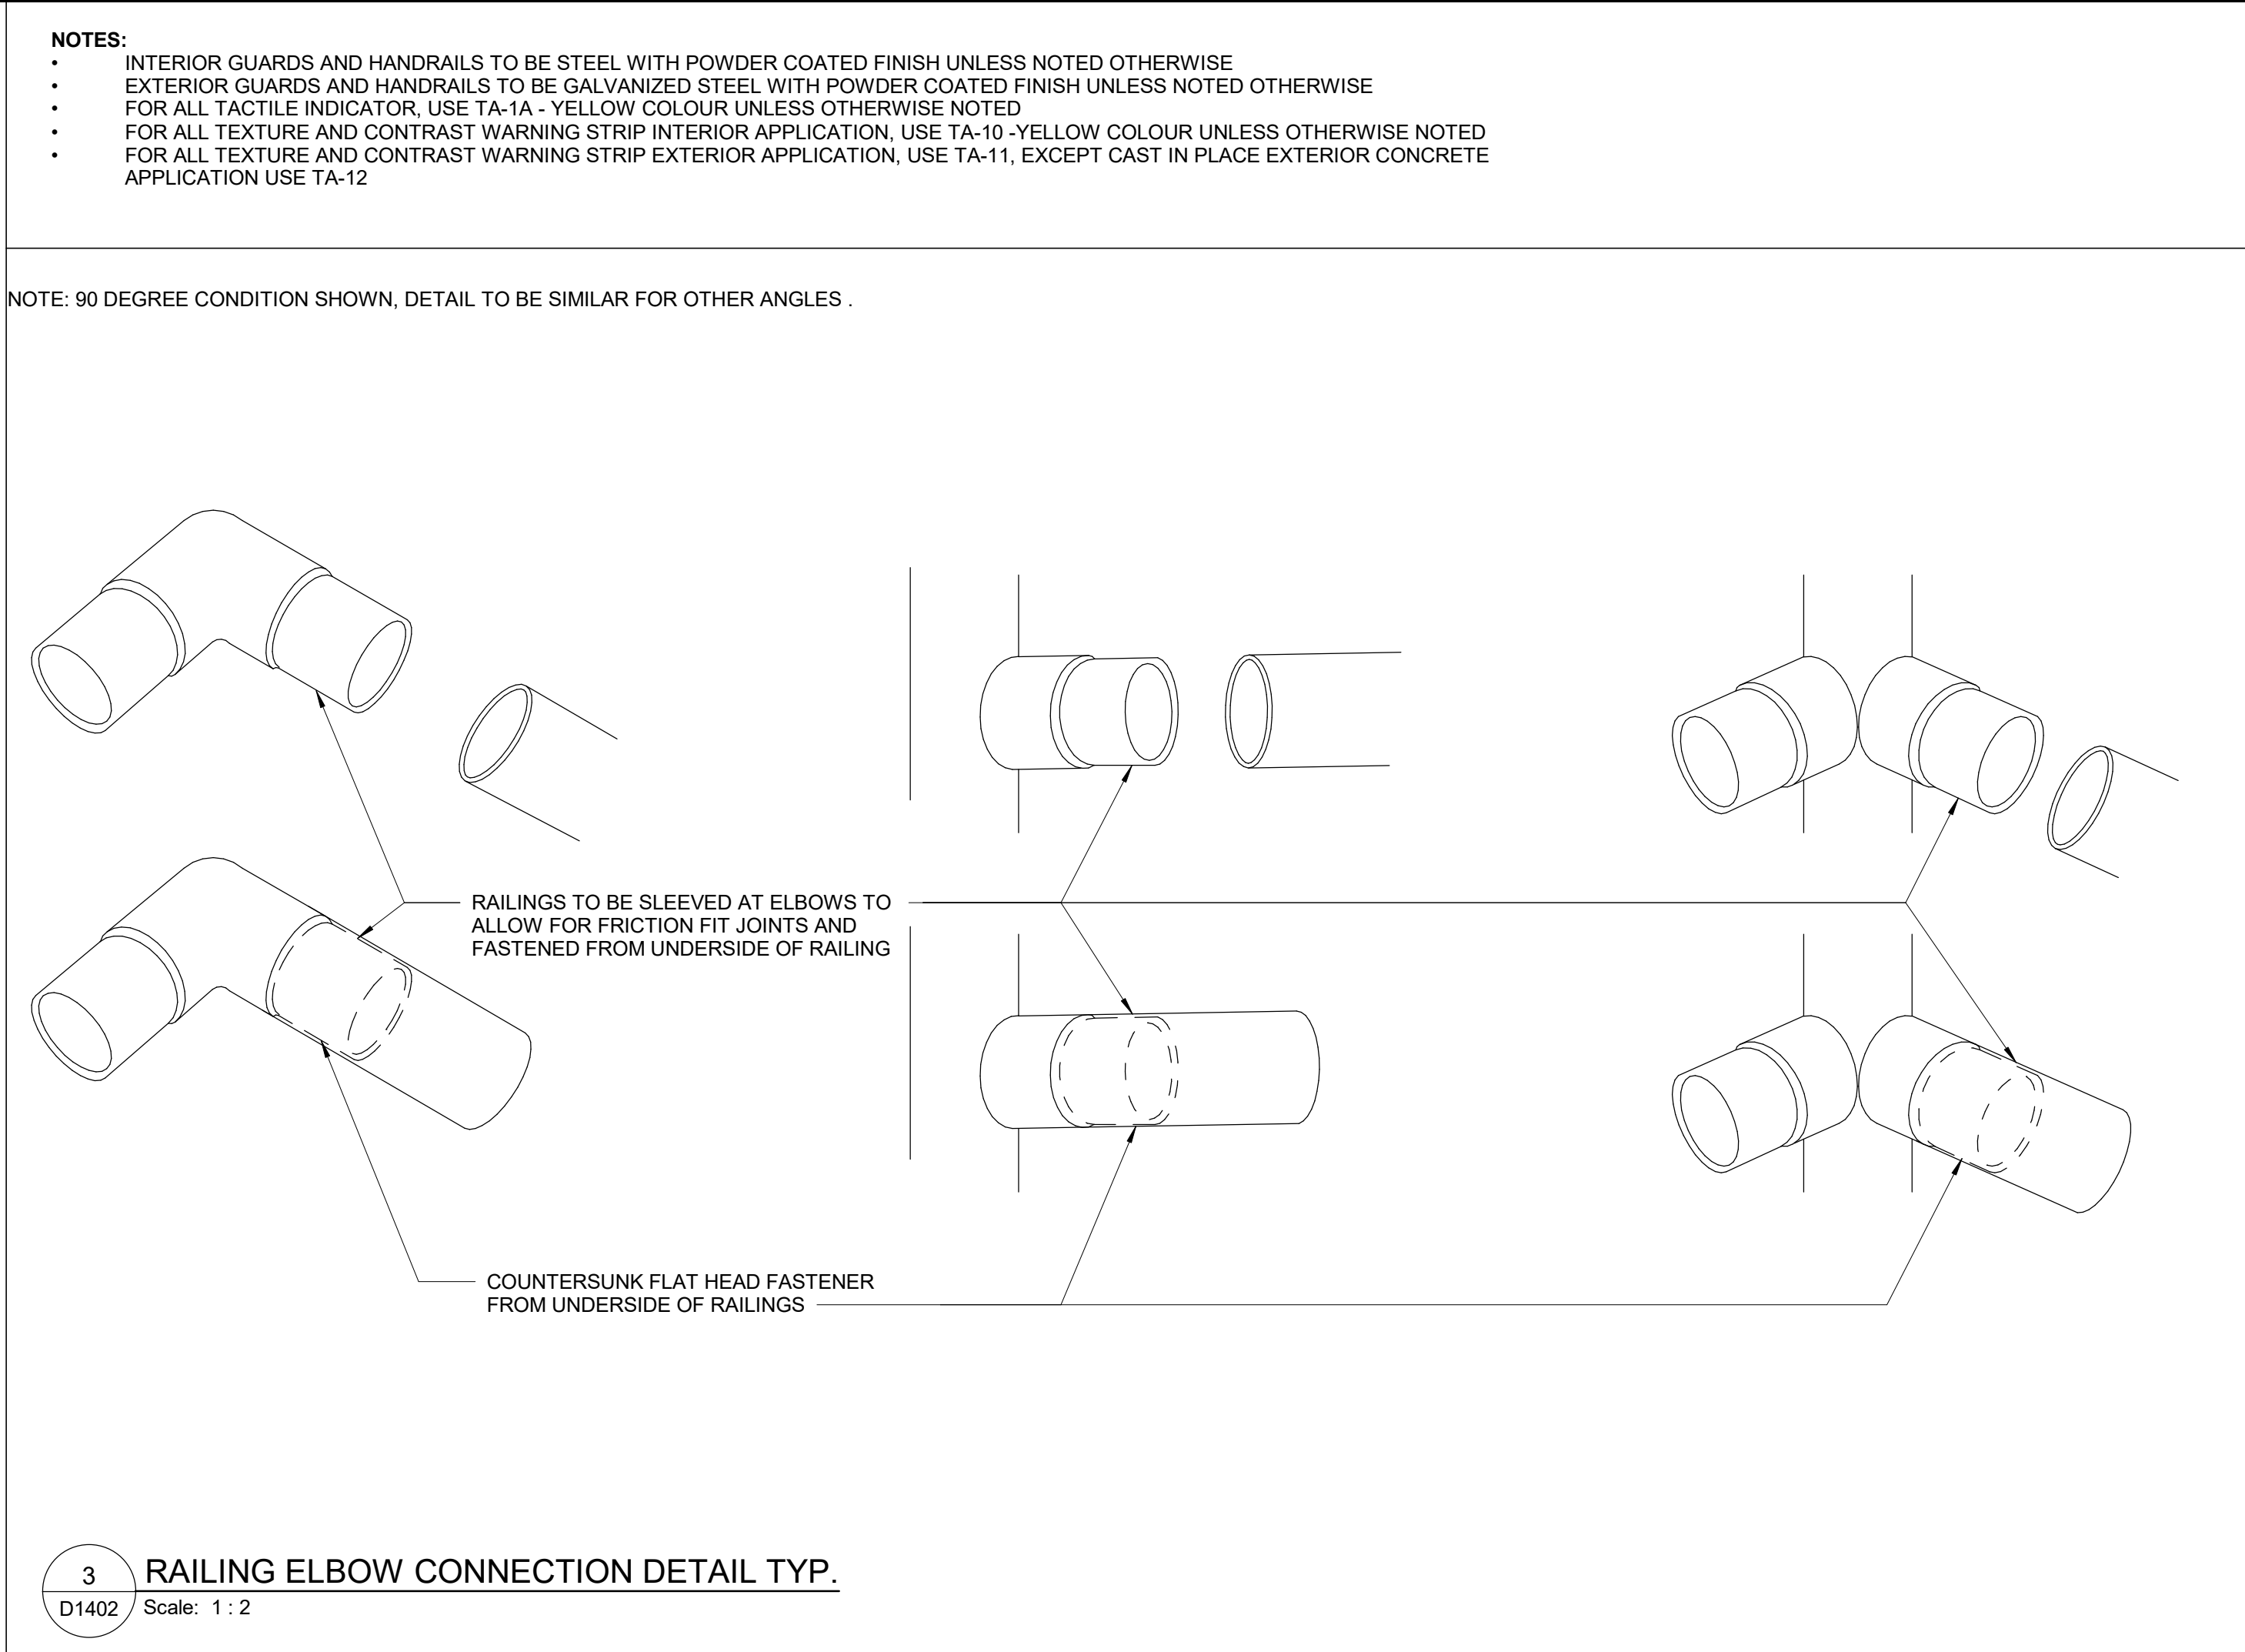 NOTES:
• INTERIOR GUARDS AND HANDRAILS TO BE STEEL WITH POWDER COATED FINISH UNLESS NOTED OTHERWISE
• EXTERIOR GUARDS AND HANDRAILS TO BE GALVANIZED STEEL WITH POWDER COATED FINISH UNLESS NOTED OTHERWISE
• FOR ALL TACTILE INDICATOR, USE TA-1A - YELLOW COLOUR UNLESS OTHERWISE NOTED
• FOR ALL TEXTURE AND CONTRAST WARNING STRIP INTERIOR APPLICATION, USE TA-10 -YELLOW COLOUR UNLESS OTHERWISE NOTED
• FOR ALL TEXTURE AND CONTRAST WARNING STRIP EXTERIOR APPLICATION, USE TA-11, EXCEPT CAST IN PLACE EXTERIOR CONCRETE
APPLICATION USE TA-12
NOTE: 90 DEGREE CONDITION SHOWN, DETAIL TO BE SIMILAR FOR OTHER ANGLES .
RAILINGS TO BE SLEEVED AT ELBOWS TO
ALLOW FOR FRICTION FIT JOINTS AND
FASTENED FROM UNDERSIDE OF RAILING
COUNTERSUNK FLAT HEAD FASTENER
FROM UNDERSIDE OF RAILINGS
3
D1402
RAILING ELBOW CONNECTION DETAIL TYP.
Scale: 1 : 2